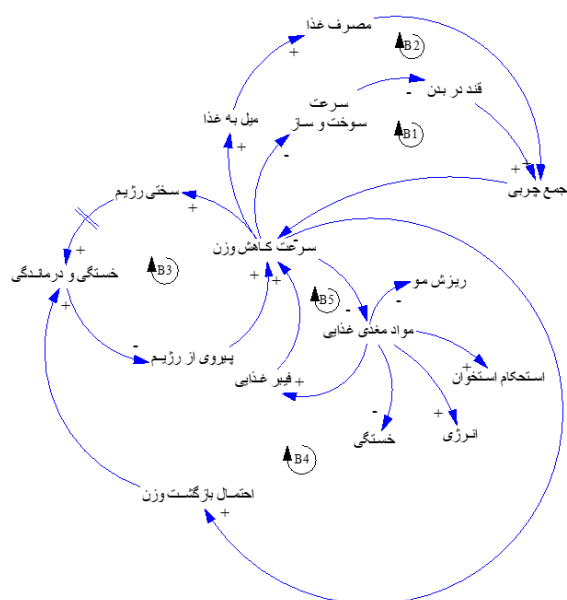 مصرف غذا
B2
قند در بدن
سرعت
سوخت و ساز
میل به غذا
B1
جمع چربی
سختی رژیم
سرعت کاهش وزن
خستگی و درماندگی
B3
ریزش مو
B5
مواد مغذی غذایی
پیروی از رژیم
فیبر غذایی
استحکام استخوان
انرژی
خستگی
B4
احتمال بازگشت وزن